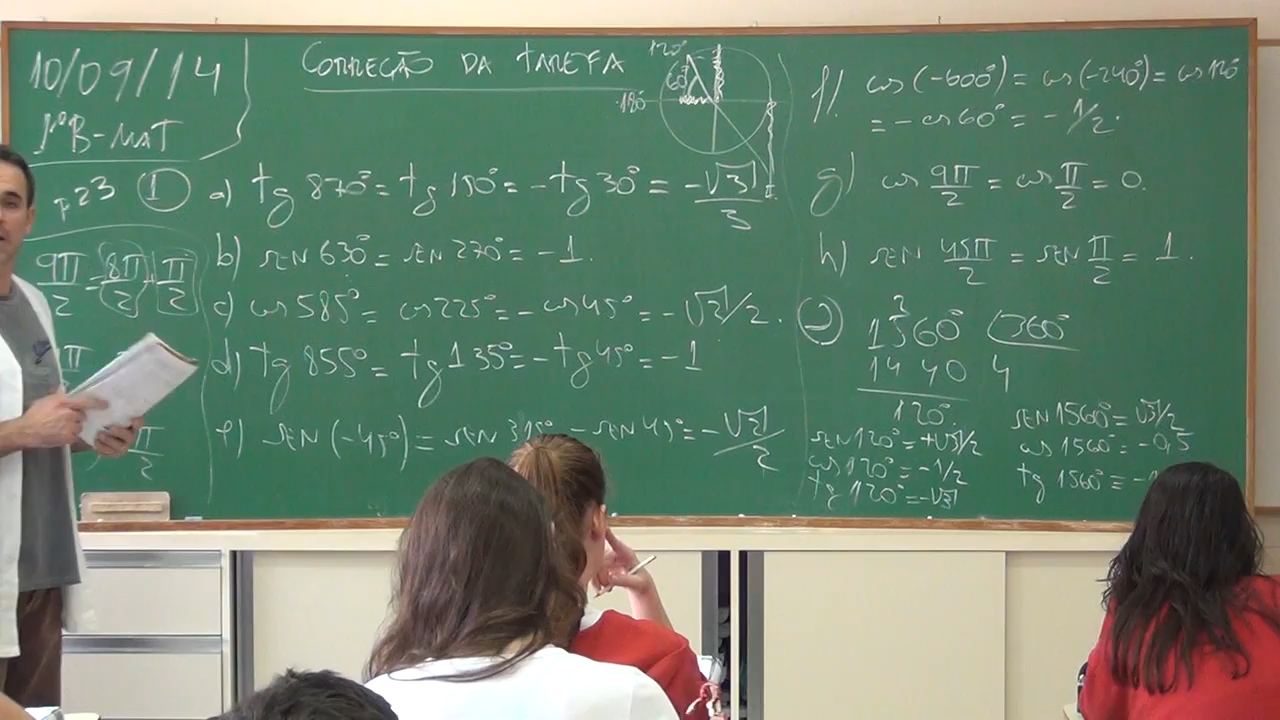 10/09/14
1ºB-MAT
CORREÇÃO DA TAREFA
120°
60°
180°
p.23 ① a) tg 870° = tg 150° = -tg 30° = -√3/3
9π/2 = 8π/2 + π/2
b) SEN 630° = SEN 270° = -1.
c) cos 585° = cos 225° = -cos 45° = -√2/2.
d) tg 855° = tg 135° = -tg 45° = -1
e) SEN (-45°) = SEN 315° = -SEN 45° = -√2/2
f) cos (-600°) = cos (-240°) = cos 120°
= -cos 60° = -1/2.
g) cos 9π/2 = cos π/2 = 0.
h) SEN 45π/2 = SEN π/2 = 1.
② 1560° 360°
1440 4
120°
SEN 120° = +√3/2
cos 120° = -1/2
tg 120° = -√3
SEN 1560° = √3/2
cos 1560° = -0,5
tg 1560° = -